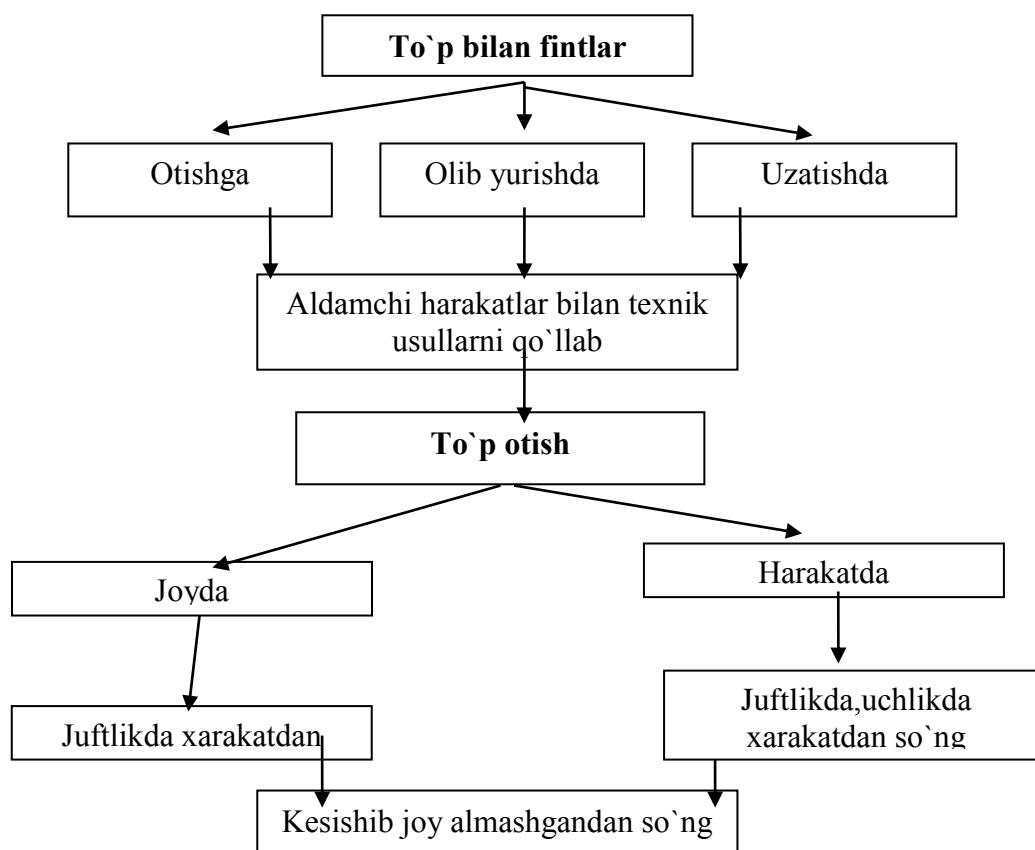 To`p bilan fintlar
Otishga
Olib yurishda
Uzatishda
Aldamchi harakatlar bilan texnik
usullarni qo`llab
To`p otish
Joyda
Harakatda
Juftlikda xarakatdan
Juftlikda,uchlikda
xarakatdan so`ng
Kesishib joy almashgandan so`ng